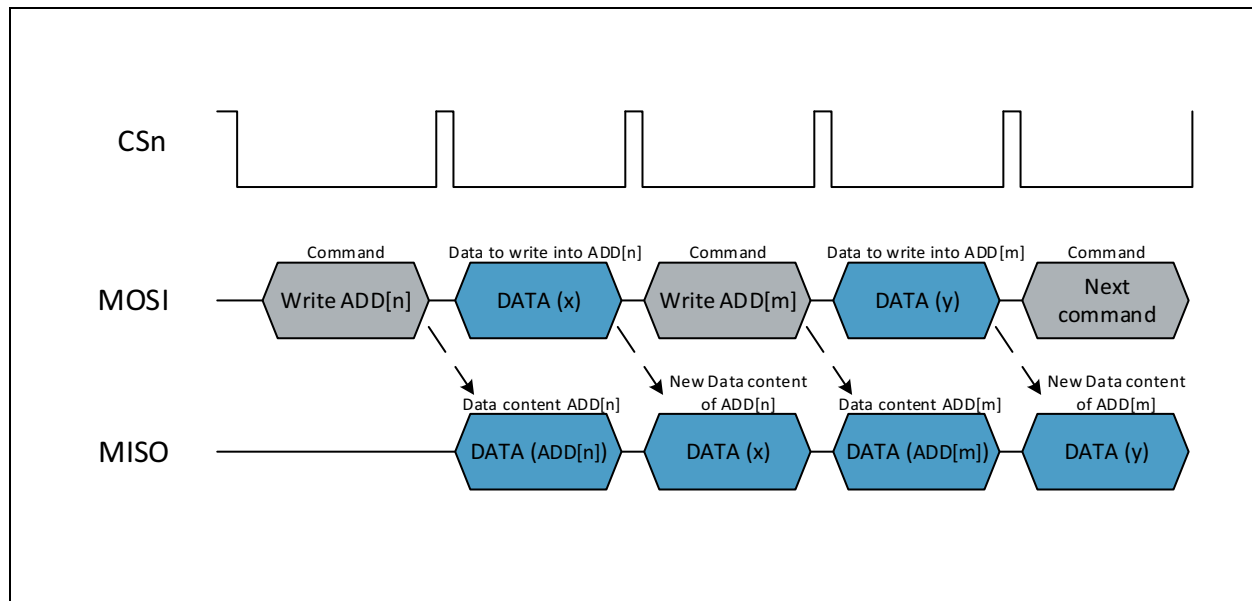 CSn
Command
Data to write into ADD[n]
Command
Data to write into ADD[m]
Command
MOSI
Write ADD[n]
DATA (x)
Write ADD[m]
DATA (y)
Next
command
Data content ADD[n]
New Data content
of ADD[n]
Data content ADD[m]
New Data content
of ADD[m]
MISO
DATA (ADD[n])
DATA (x)
DATA (ADD[m])
DATA (y)